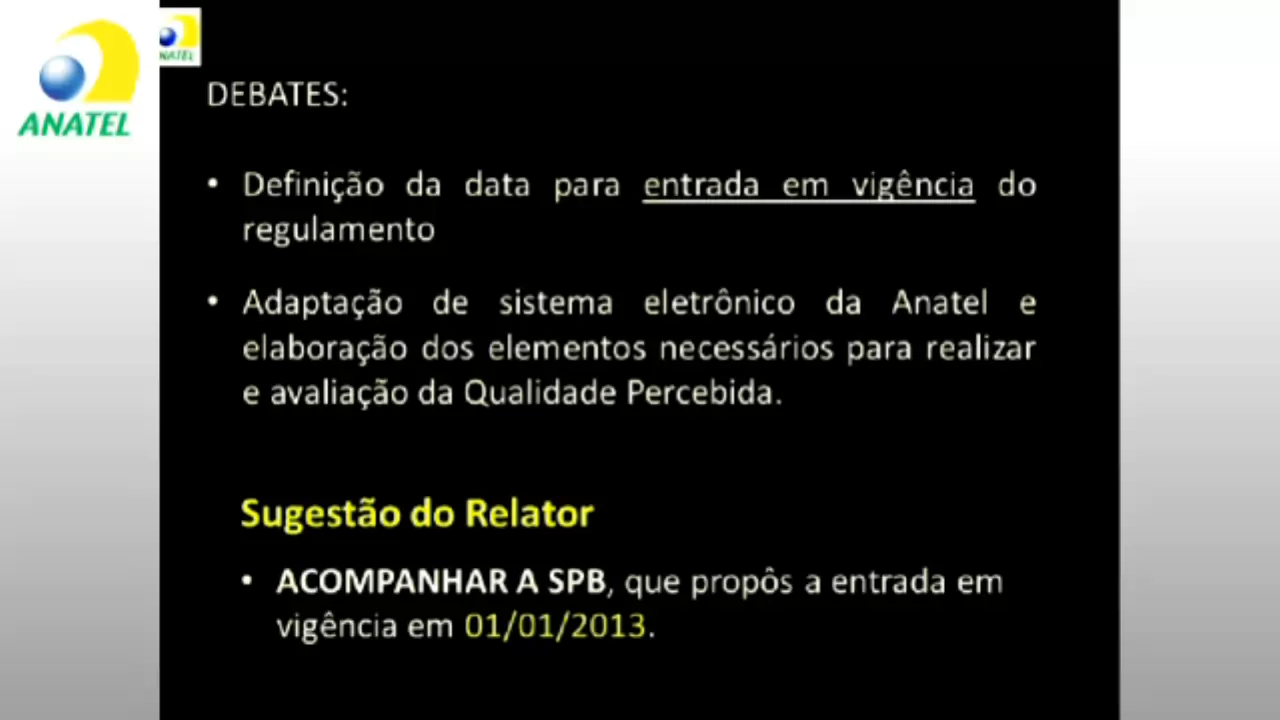 ANATEL
ANATEL
DEBATES:
• Definição da data para entrada em vigência do
regulamento
• Adaptação de sistema eletrônico da Anatel e
elaboração dos elementos necessários para realizar
e avaliação da Qualidade Percebida.
Sugestão do Relator
• ACOMPANHAR A SPB, que propôs a entrada em
vigência em 01/01/2013.